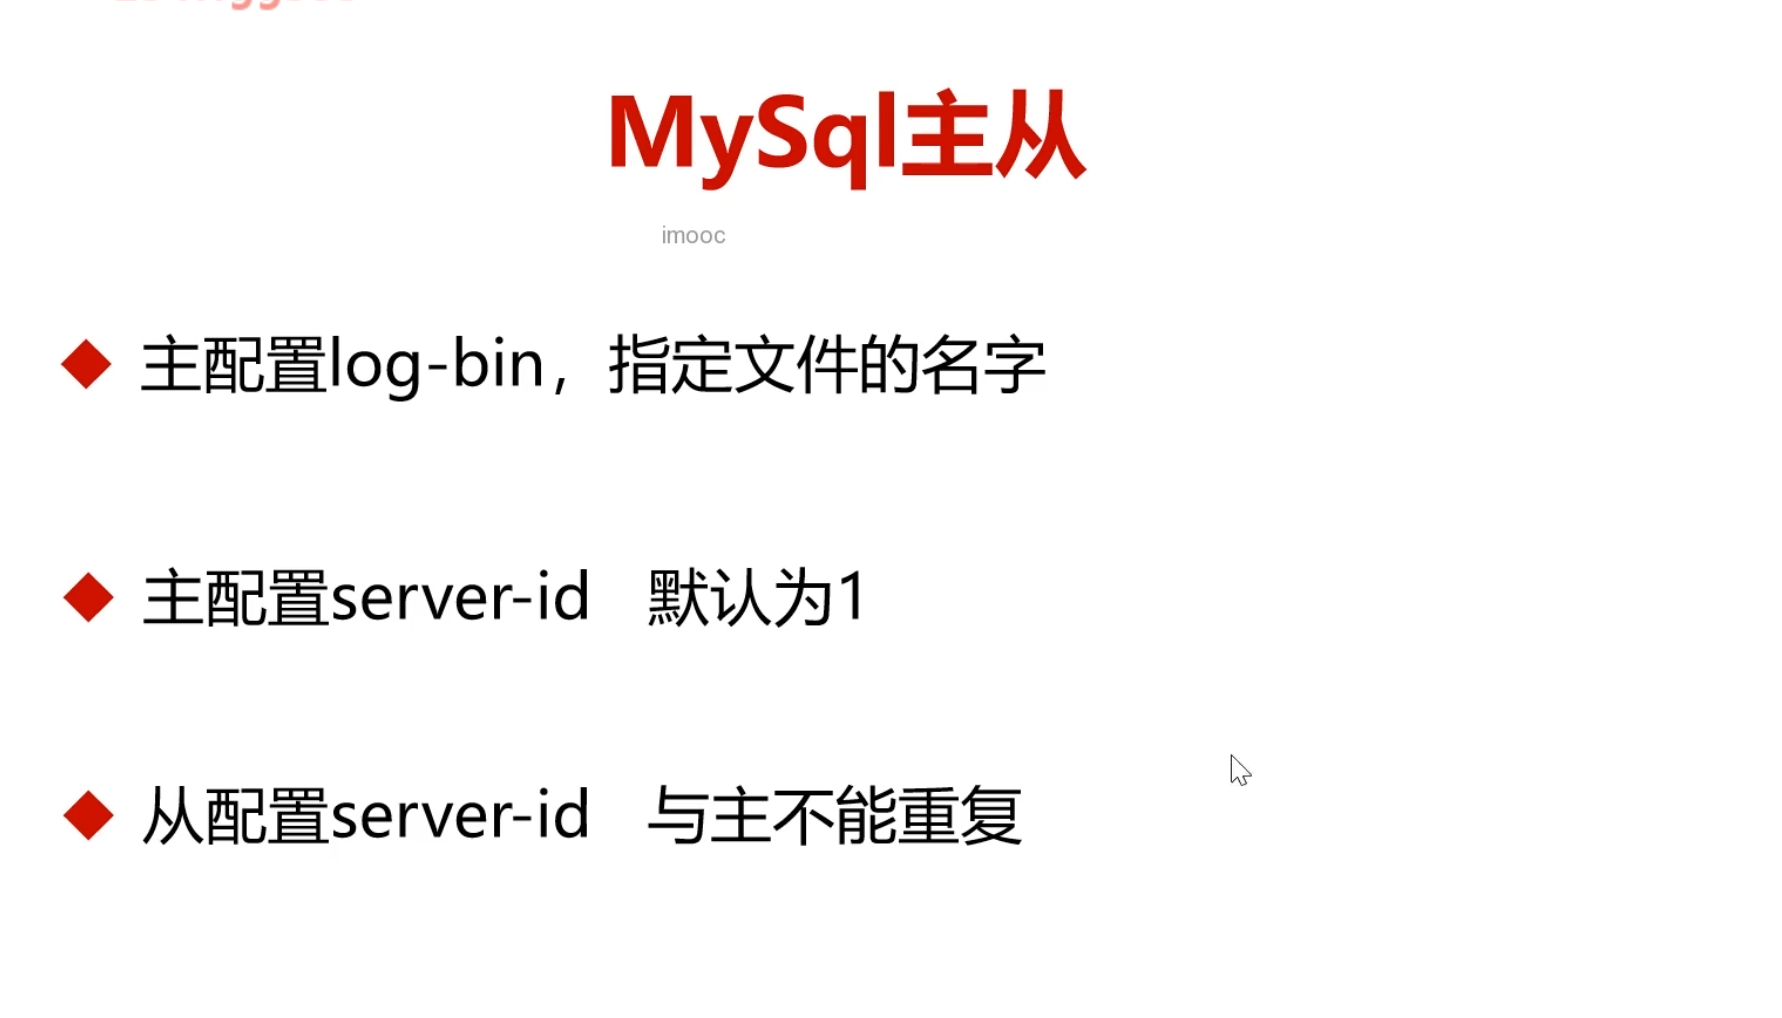 MySql主从
imooc
主配置log-bin，指定文件的名字
主配置server-id 默认为1
从配置server-id 与主不能重复